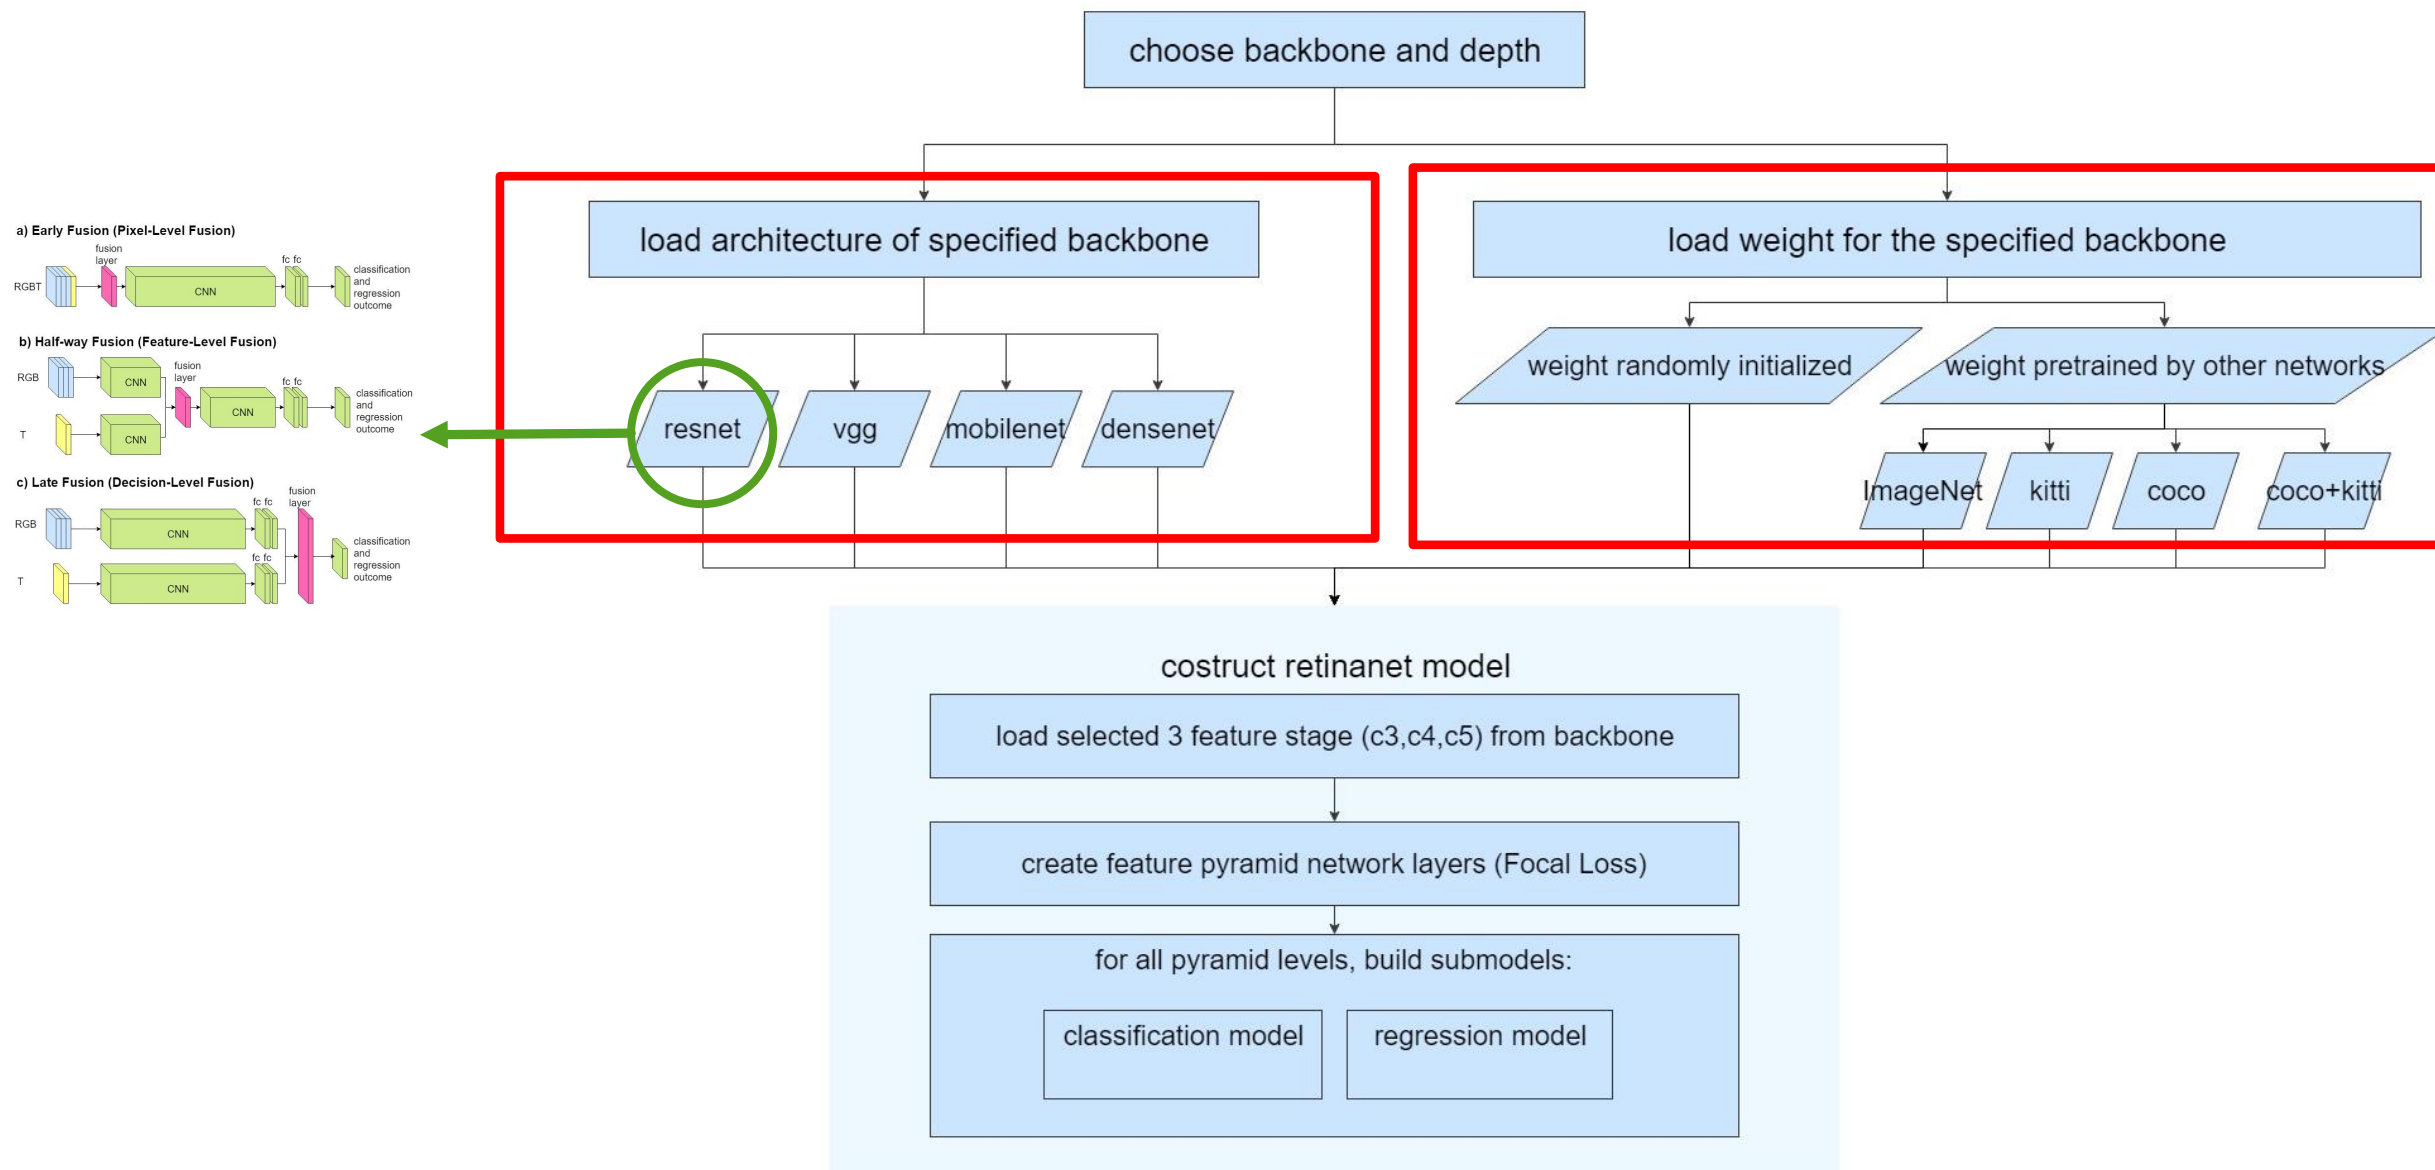 choose backbone and depth
load architecture of specified backbone
load weight for the specified backbone
weight randomly initialized
weight pretrained by other networks
resnet
vgg
mobilenet
densenet
ImageNet
kitti
coco
coco+kitti
a) Early Fusion (Pixel-Level Fusion)
fusion
layer
fc fc
RGBT
CNN
classification
and
regression
outcome
b) Half-way Fusion (Feature-Level Fusion)
RGB
CNN
fusion
layer
fc fc
CNN
T
CNN
classification
and
regression
outcome
c) Late Fusion (Decision-Level Fusion)
fusion
layer
fc fc
RGB
CNN
fc fc
T
CNN
classification
and
regression
outcome
costruct retinanet model
load selected 3 feature stage (c3,c4,c5) from backbone
create feature pyramid network layers (Focal Loss)
for all pyramid levels, build submodels:
classification model
regression model